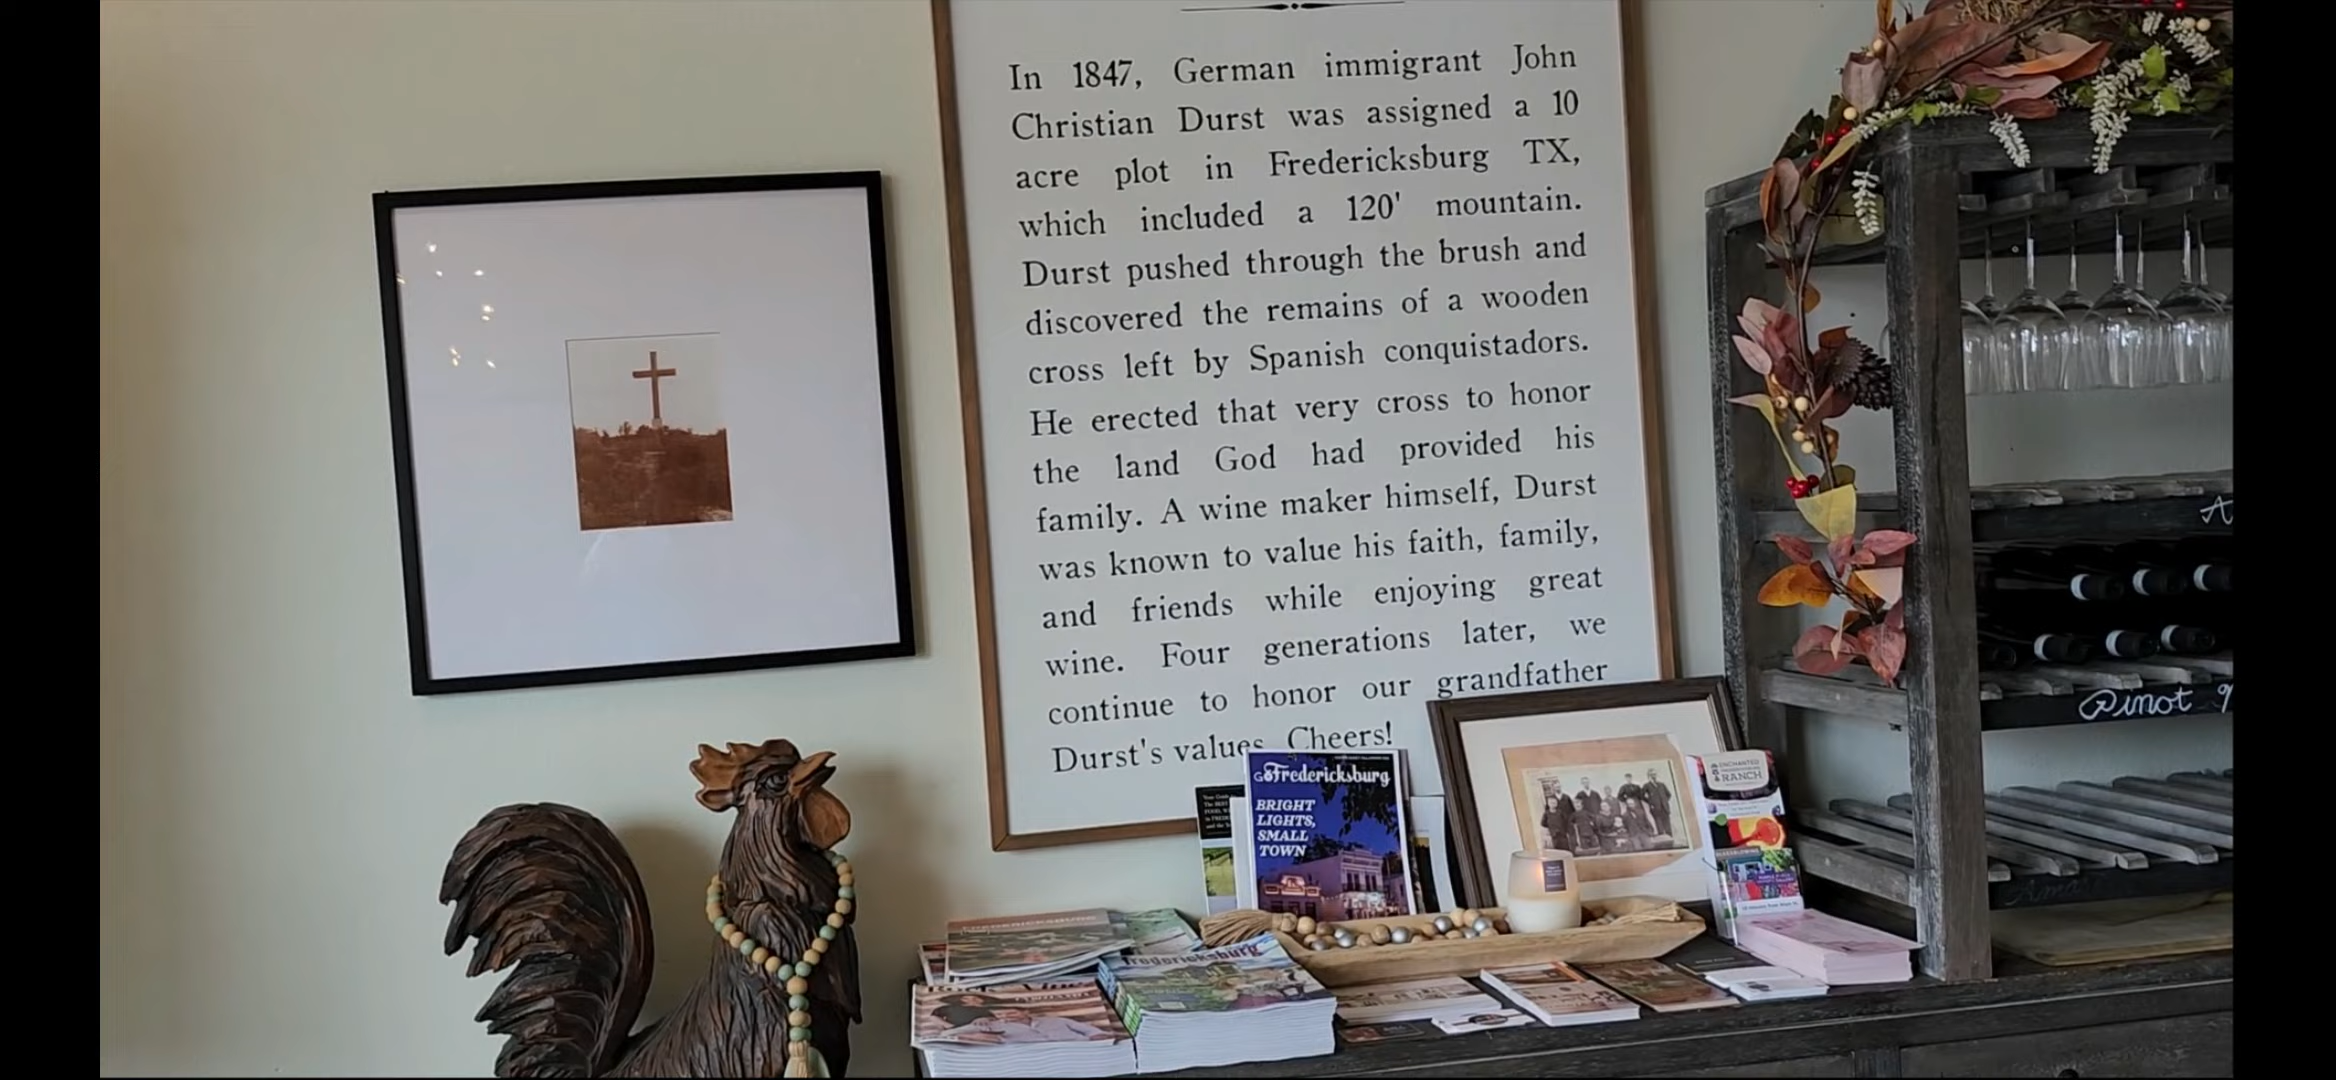 In 1847, German immigrant John
Christian Durst was assigned a 10
acre plot in Fredericksburg TX,
which included a 120' mountain.
Durst pushed through the brush and
discovered the remains of a wooden
cross left by Spanish conquistadors.
He erected that very cross to honor
the land God had provided his
family. A wine maker himself, Durst
was known to value his faith, family,
and friends while enjoying great
wine. Four generations later, we
continue to honor our grandfather
Durst's values. Cheers!
Go Fredericksburg
BRIGHT
LIGHTS,
SMALL
TOWN
ENCHANTED
RANCH
FREDERICKSBURG
Fredericksburg
Pinot